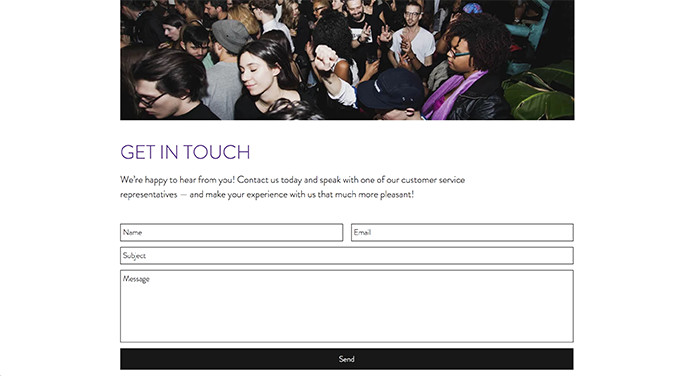 GET IN TOUCH
We're happy to hear from you! Contact us today and speak with one of our customer service
representatives — and make your experience with us that much more pleasant!
Name Email
Subject
Message
Send